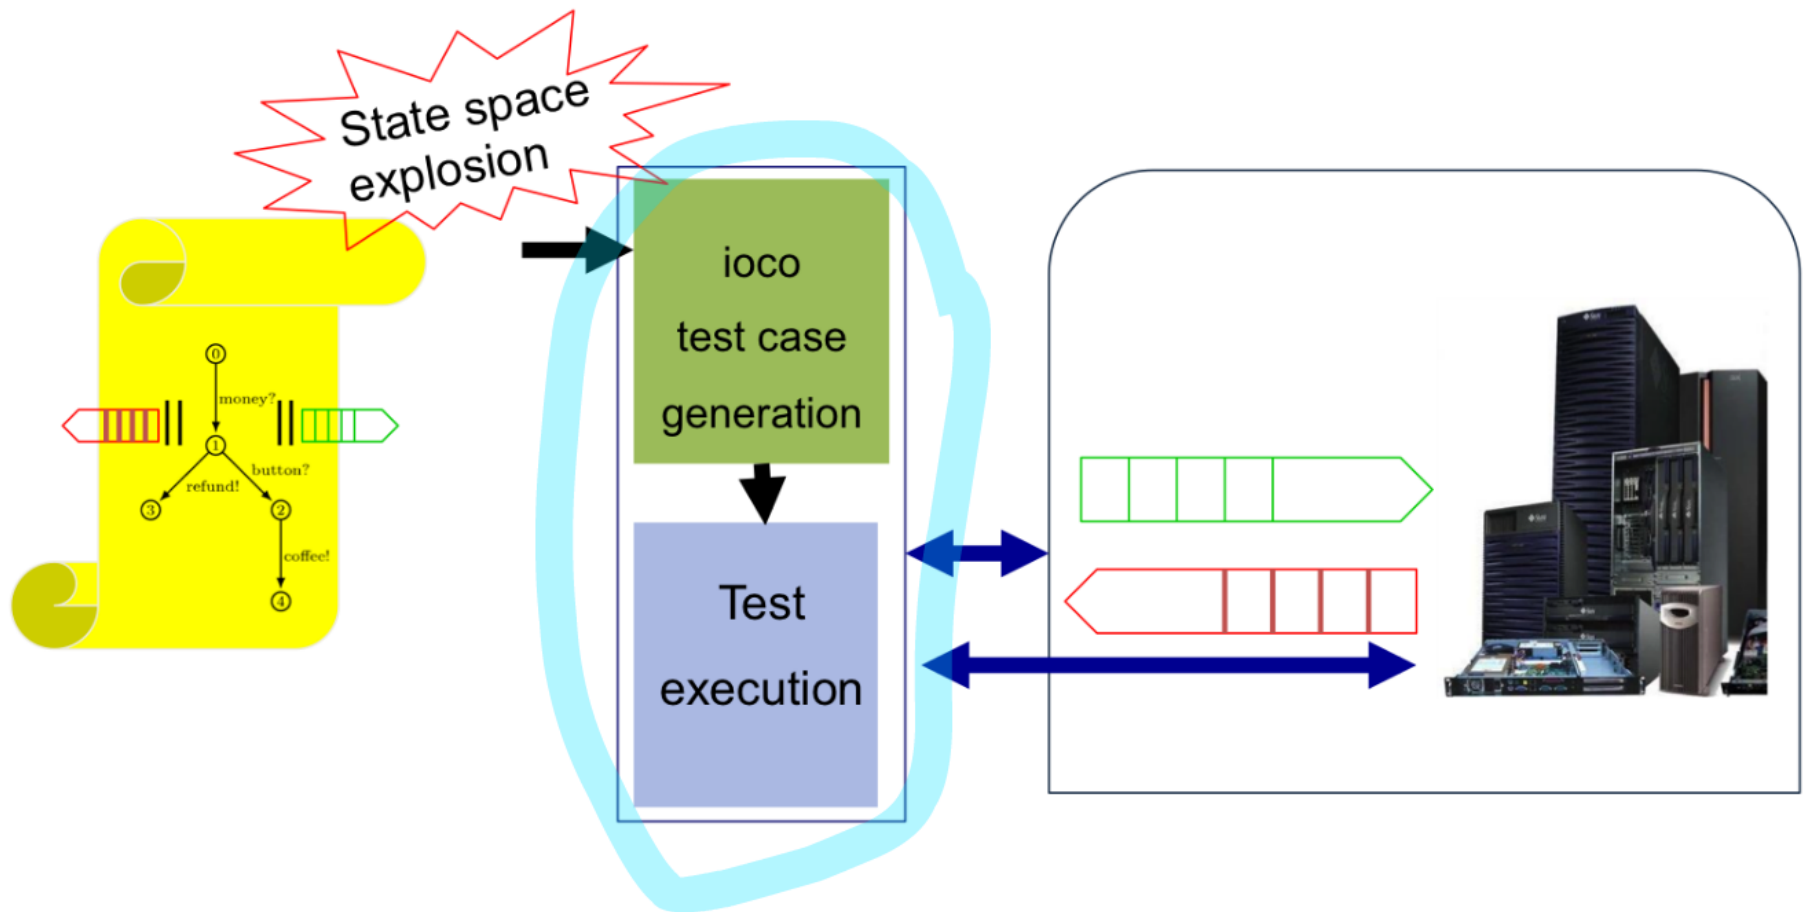 State space
explosion
0
money?
1
button?
refund!
3
2
coffee!
4
ioco
test case
generation
Test
execution